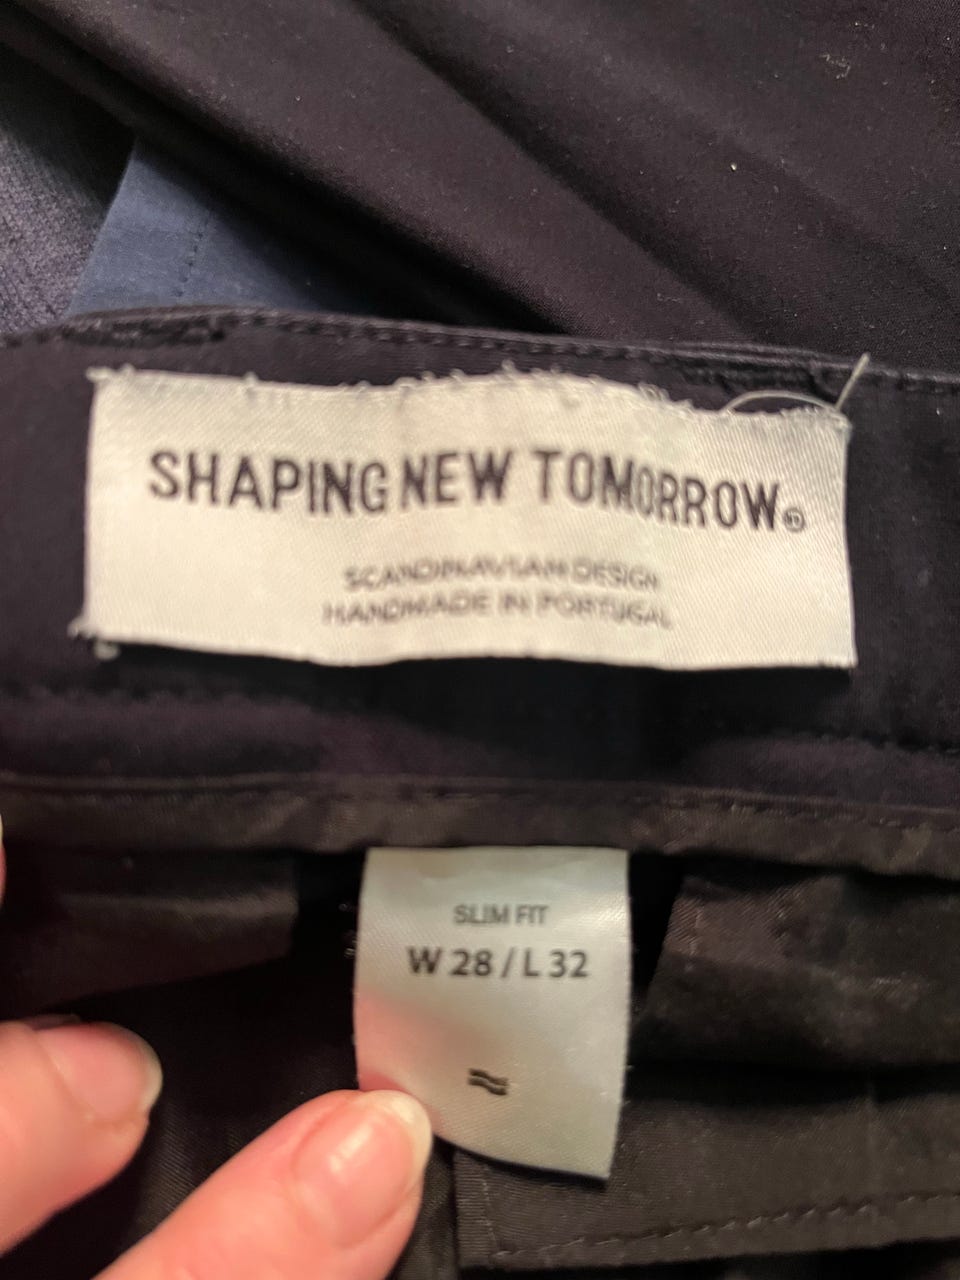 SHAPING NEW TOMORROW®
SCANDINAVIAN DESIGN
HANDMADE IN PORTUGAL
SLIM FIT
W 28 / L 32